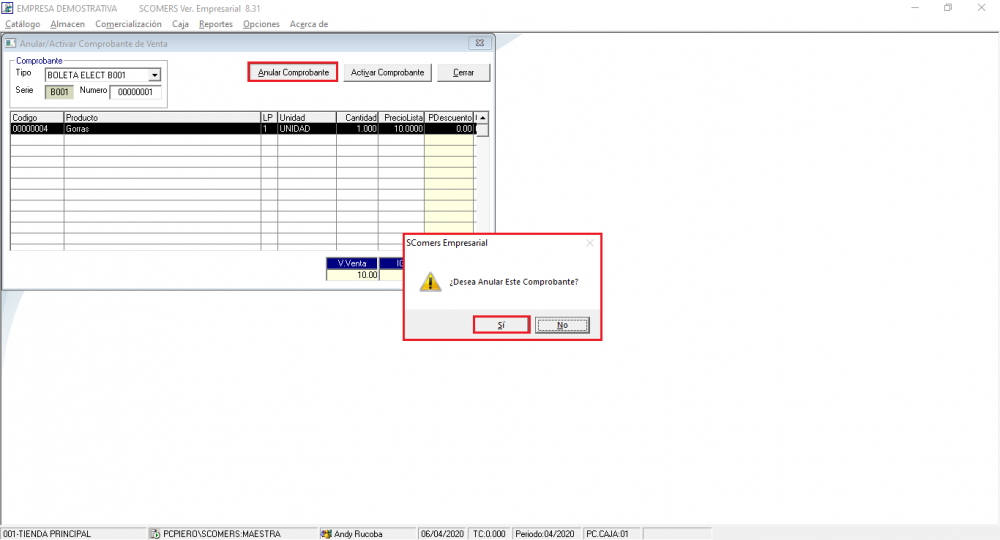 EMPRESA DEMOSTRATIVA SCOMERS Ver. Empresarial 8.31
Catálogo Almacen Comercialización Caja Reportes Opciones Acerca de
Anular/Activar Comprobante de Venta
Comprobante
Tipo BOLETA ELECT B001
Anular Comprobante Activar Comprobante Cerrar
Serie B001 Numero 00000001
Codigo Producto LP Unidad Cantidad PrecioLista PDescuento
00000004 Gorras 1 UNIDAD 1.000 10.0000 0.00
V.Venta
10.00
SComers Empresarial
¿Desea Anular Este Comprobante?
Sí No
001-TIENDA PRINCIPAL PCPIERO\SCOMERS:MAESTRA Andy Rucoba 06/04/2020 TC:0.000 Periodo:04/2020 PC.CAJA:01